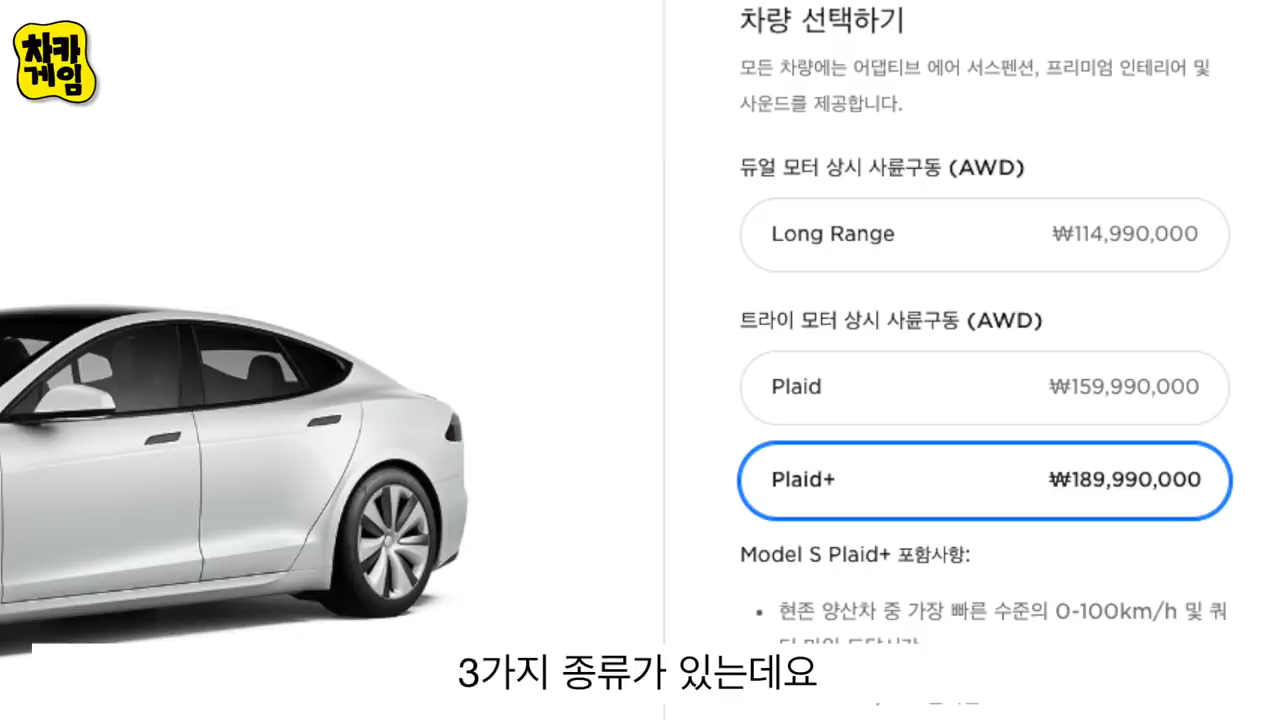 차카
게임
차량 선택하기
모든 차량에는 어댑티브 에어 서스펜션, 프리미엄 인테리어 및
사운드를 제공합니다.
듀얼 모터 상시 사륜구동 (AWD)
Long Range ₩114,990,000
트라이 모터 상시 사륜구동 (AWD)
Plaid ₩159,990,000
Plaid+ ₩189,990,000
Model S Plaid+ 포함사항:
• 현존 양산차 중 가장 빠른 수준의 0-100km/h 및 쿼
3가지 종류가 있는데요